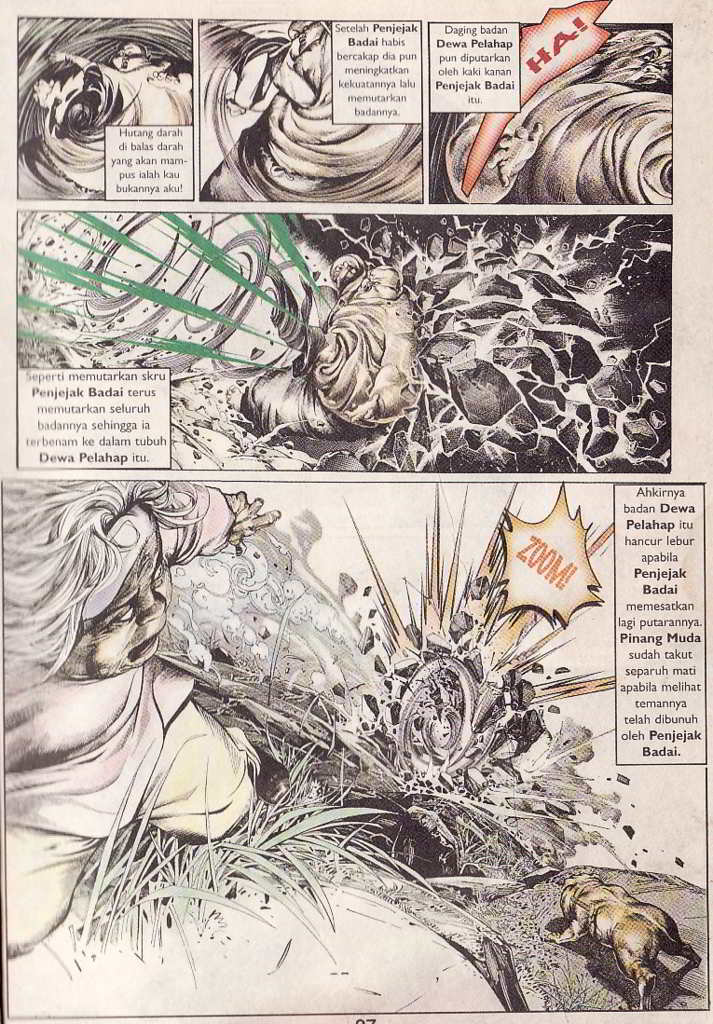 Hutang darah
di balas darah
yang akan mam-
pus ialah kau
bukannya aku!
Setelah Penjejak
Badai habis
bercakap dia pun
meningkatkan
kekuatannya lalu
memutarkan
badannya.
Daging badan
Dewa Pelahap
pun diputarkan
oleh kaki kanan
Penjejak Badai
itu.
HA!
Seperti memutarkan skru
Penjejak Badai terus
memutarkan seluruh
badannya sehingga ia
terbenam ke dalam tubuh
Dewa Pelahap itu.
ZOOM!
Ahkirnya
badan Dewa
Pelahap itu
hancur lebur
apabila
Penjejak
Badai
memesatkan
lagi putarannya.
Pinang Muda
sudah takut
separuh mati
apabila melihat
temannya
telah dibunuh
oleh Penjejak
Badai.